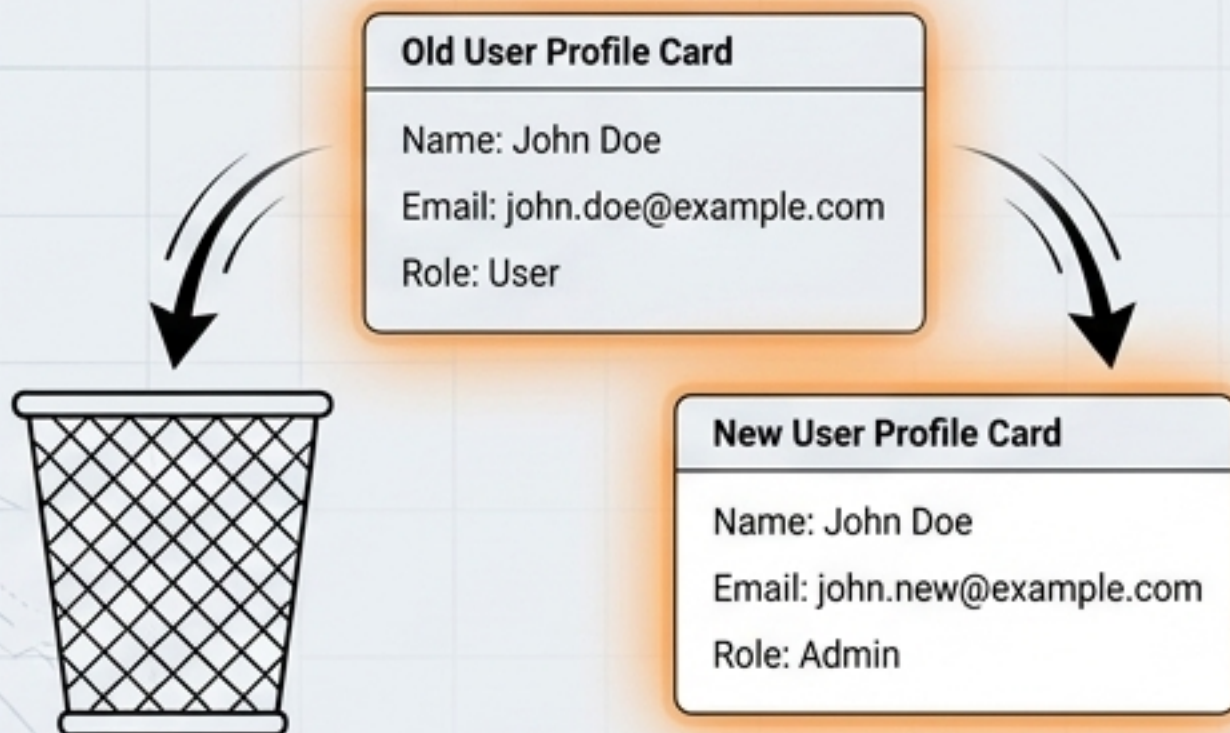 Old User Profile Card
Name: John Doe
Email: john.doe@example.com
Role: User
New User Profile Card
Name: John Doe
Email: john.new@example.com
Role: Admin